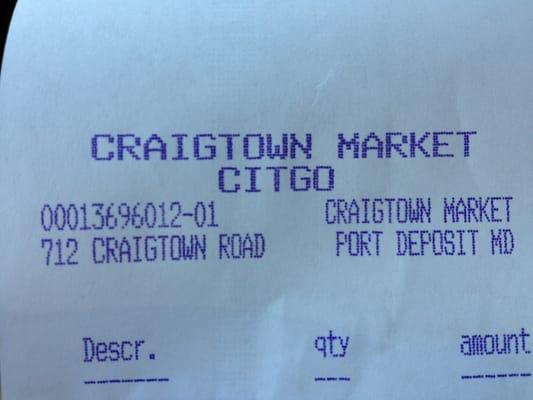 CRAIGTOWN MARKET
CITGO
00013696012-01 CRAIGTOWN MARKET
712 CRAIGTOWN ROAD PORT DEPOSIT MD
Descr. qty amount